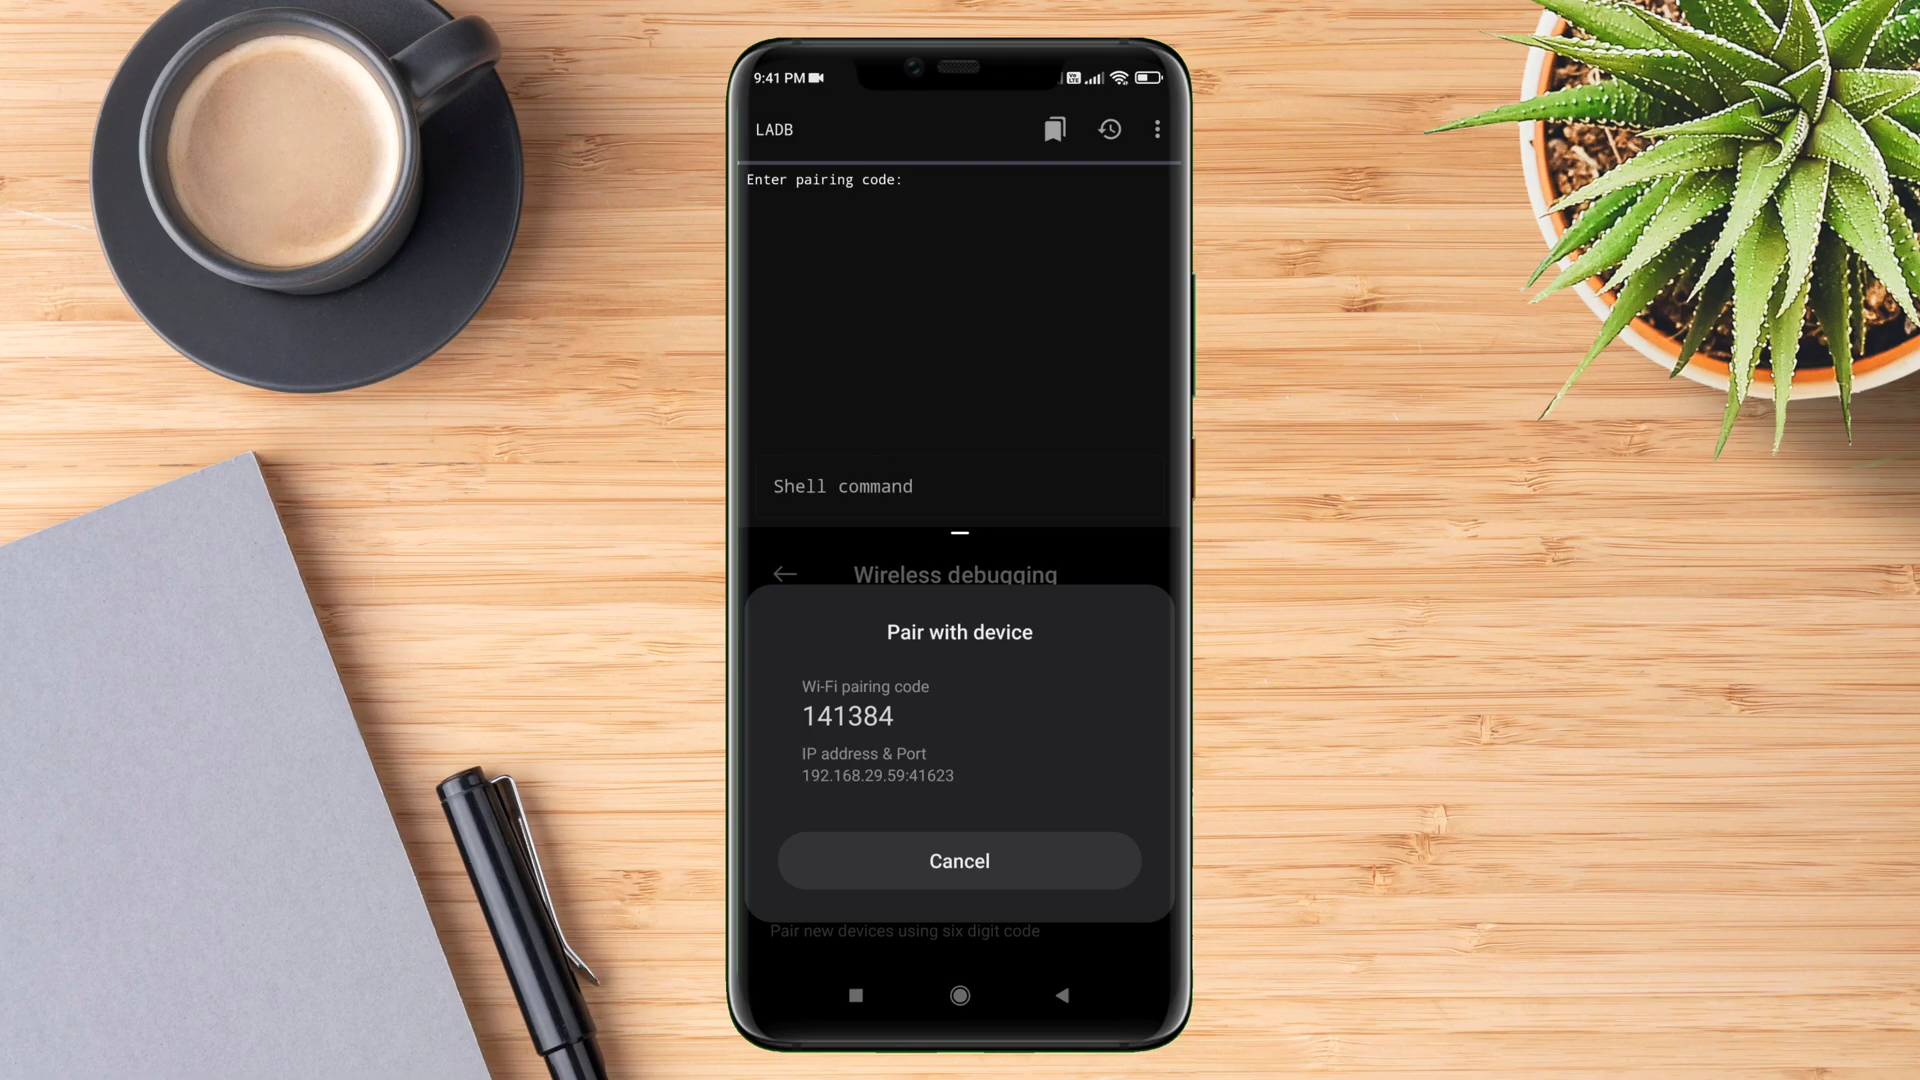 9:41 PM
LADB
Enter pairing code:
Shell command
Wireless debugging
Pair with device
Wi-Fi pairing code
141384
IP address & Port
192.168.29.59:41623
Cancel
Pair new devices using six digit code